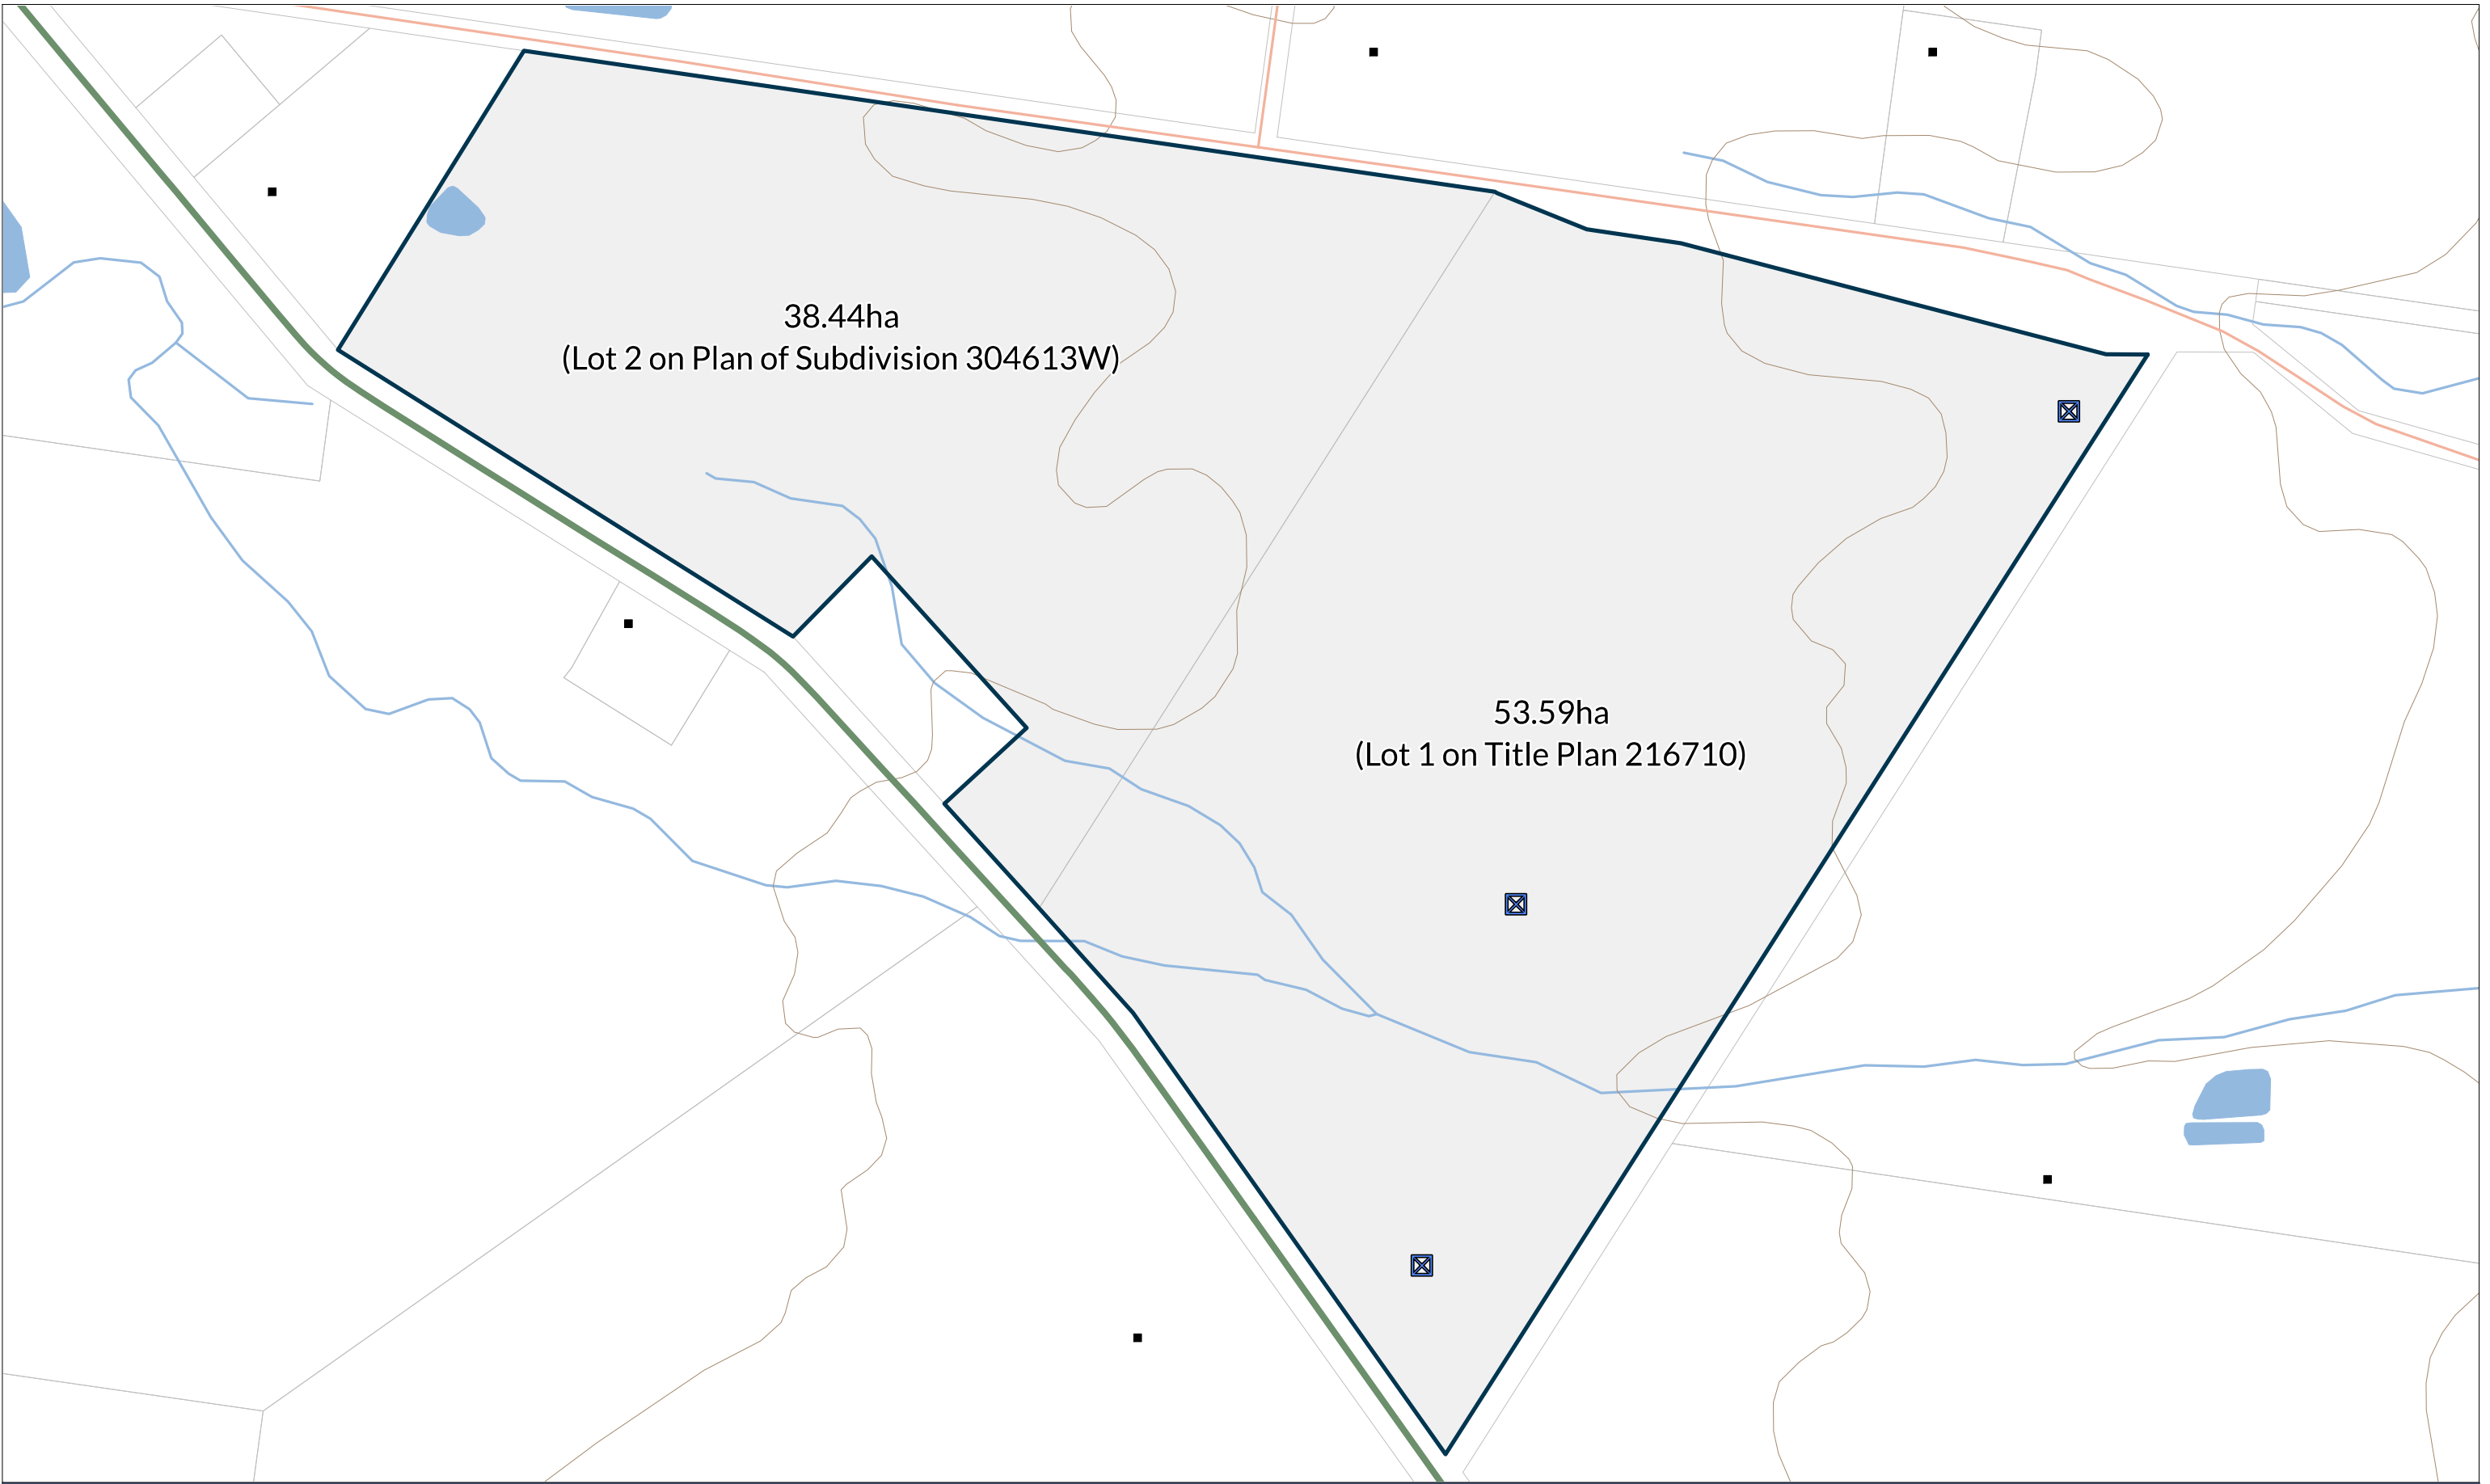 38.44ha
(Lot 2 on Plan of Subdivision 304613W)
53.59ha
(Lot 1 on Title Plan 216710)